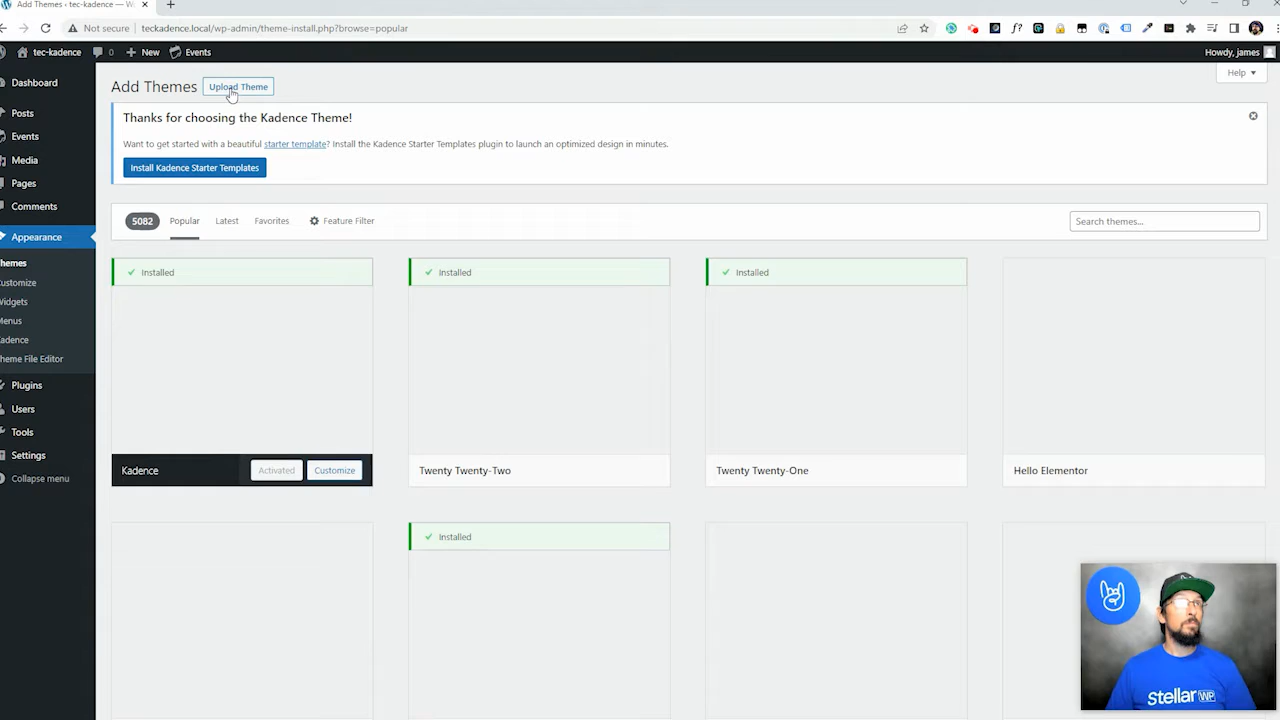 Add Themes ‹ tec-kadence — W
Not secure
teckadence.local/wp-admin/theme-install.php?browse=popular
tec-kadence
0
New
Events
Howdy, james
Dashboard
Posts
Events
Media
Pages
Comments
Appearance
hemes
ustomize
Widgets
Menus
adence
heme File Editor
Plugins
Users
Tools
Settings
Collapse menu
Add Themes
Upload Theme
Help
Thanks for choosing the Kadence Theme!
Want to get started with a beautiful starter template? Install the Kadence Starter Templates plugin to launch an optimized design in minutes.
Install Kadence Starter Templates
5082
Popular
Latest
Favorites
Feature Filter
Search themes...
Installed
Installed
Installed
Kadence
Activated
Customize
Twenty Twenty-Two
Twenty Twenty-One
Hello Elementor
Installed
stellar WP